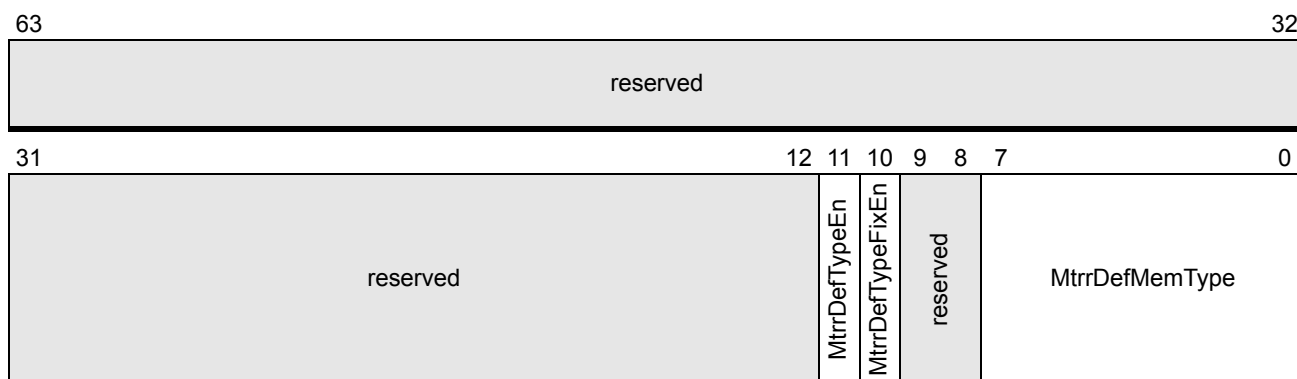 63 32
reserved
31 12 11 10 9 8 7 0
reserved
MtrrDefTypeEn
MtrrDefTypeFixEn
reserved
MtrrDefMemType